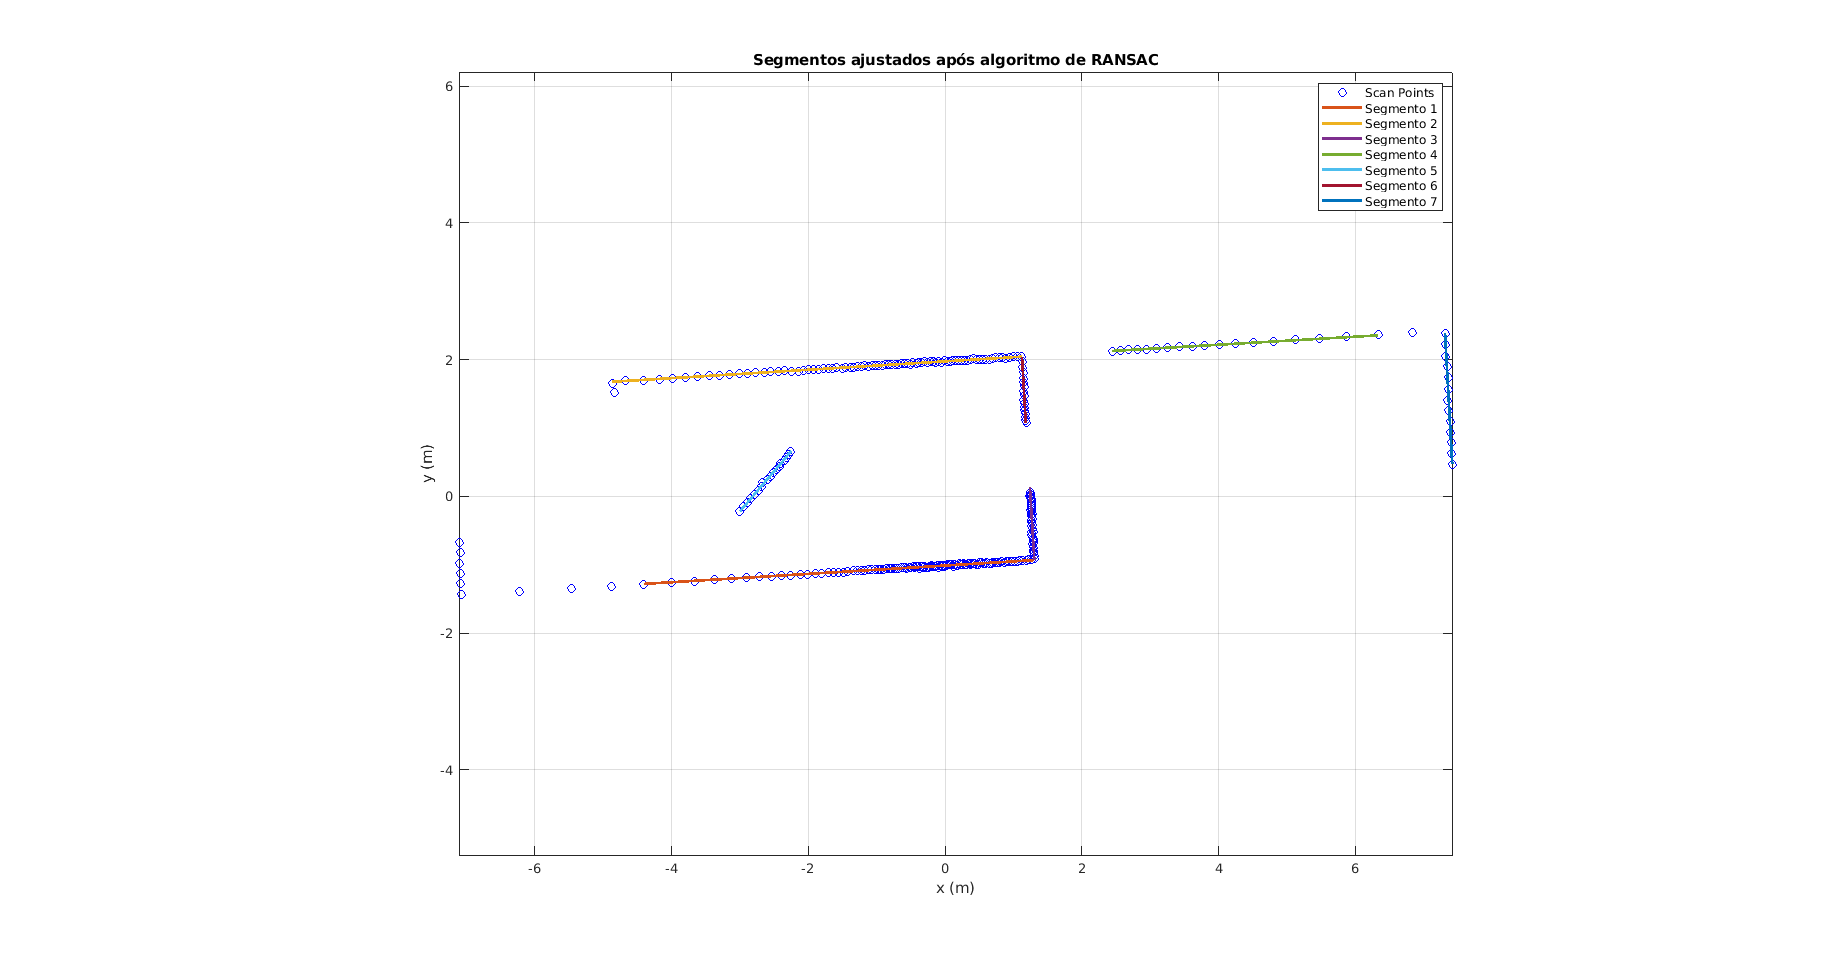 Segmentos ajustados após algoritmo de RANSAC
Scan Points
Segmento 1
Segmento 2
Segmento 3
Segmento 4
Segmento 5
Segmento 6
Segmento 7
6
4
2
0
-2
-4
y (m)
-6 -4 -2 0 2 4 6
x (m)